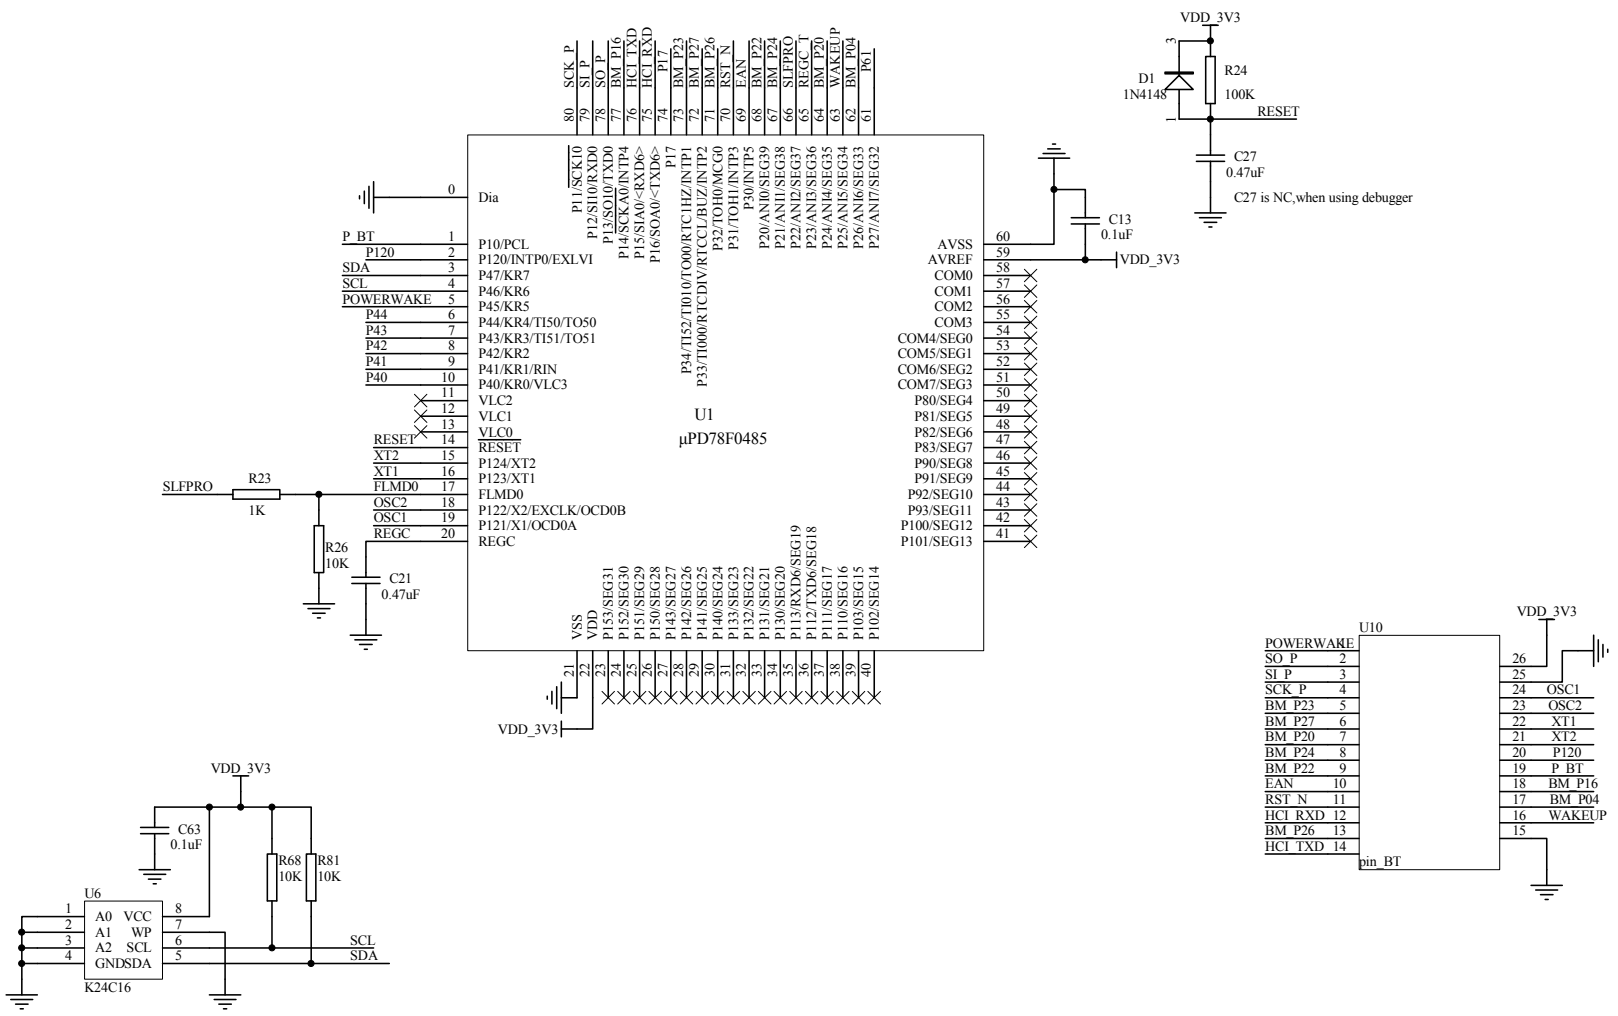 SCK_P
SI_P
SO_P
BM_P16
HCI_TXD
HCI_RXD
P17
BM_P23
BM_P27
BM_P26
RST_N
EAN
BM_P22
BM_P24
SLFPRO
REGC_T
BM_P20
WAKEUP
BM_P04
P61
80
79
78
77
76
75
74
73
72
71
70
69
68
67
66
65
64
63
62
61
P11/SCK10
P12/SI10/RXD0
P13/SO10/TXD0
P14/SCKA0/INTP4
P15/SIA0/<RXD6>
P16/SOA0/<TXD6>
P17
P34/TI52/TI010/TO00/RTC1HZ/INTP1
P33/TI000/RTCDIV/RTCCL/BUZ/INTP2
P32/TOH0/MCG0
P31/TOH1/INTP3
P30/INTP5
P20/ANI0/SEG39
P21/ANI1/SEG38
P22/ANI2/SEG37
P23/ANI3/SEG36
P24/ANI4/SEG35
P25/ANI5/SEG34
P26/ANI6/SEG33
P27/ANI7/SEG32
0 Dia
P_BT 1 P10/PCL
P120 2 P120/INTP0/EXLVI
SDA 3 P47/KR7
SCL 4 P46/KR6
POWERWAKE 5 P45/KR5
P44 6 P44/KR4/TI50/TO50
P43 7 P43/KR3/TI51/TO51
P42 8 P42/KR2
P41 9 P41/KR1/RIN
P40 10 P40/KR0/VLC3
11 VLC2
12 VLC1
13 VLC0
RESET 14 RESET
XT2 15 P124/XT2
XT1 16 P123/XT1
FLMD0 17 FLMD0
OSC2 18 P122/X2/EXCLK/OCD0B
OSC1 19 P121/X1/OCD0A
REGC 20 REGC
SLFPRO
R23
1K
R26
10K
C21
0.47uF
U1
μPD78F0485
AVSS 60
AVREF 59
COM0 58
COM1 57
COM2 56
COM3 55
COM4/SEG0 54
COM5/SEG1 53
COM6/SEG2 52
COM7/SEG3 51
P80/SEG4 50
P81/SEG5 49
P82/SEG6 48
P83/SEG7 47
P90/SEG8 46
P91/SEG9 45
P92/SEG10 44
P93/SEG11 43
P100/SEG12 42
P101/SEG13 41
C13
0.1uF
VDD_3V3
VSS
VDD
P153/SEG31
P152/SEG30
P151/SEG29
P150/SEG28
P143/SEG27
P142/SEG26
P141/SEG25
P140/SEG24
P133/SEG23
P132/SEG22
P131/SEG21
P130/SEG20
P113/RXD6/SEG19
P112/TXD6/SEG18
P111/SEG17
P110/SEG16
P103/SEG15
P102/SEG14
21
22
23
24
25
26
27
28
29
30
31
32
33
34
35
36
37
38
39
40
VDD_3V3
VDD_3V3
3
D1
1N4148
1
R24
100K
RESET
C27
0.47uF
C27 is NC,when using debugger
VDD_3V3
U10
POWERWAKE 1
SO_P 2
SI_P 3
SCK_P 4
BM_P23 5
BM_P27 6
BM_P20 7
BM_P24 8
BM_P22 9
EAN 10
RST_N 11
HCI_RXD 12
BM_P26 13
HCI_TXD 14
26
25
24 OSC1
23 OSC2
22 XT1
21 XT2
20 P120
19 P_BT
18 BM_P16
17 BM_P04
16 WAKEUP
15
pin_BT
VDD_3V3
C63
0.1uF
R68
10K
R81
10K
U6
1 A0 VCC 8
2 A1 WP 7
3 A2 SCL 6 SCL
4 GNDSDA 5 SDA
K24C16